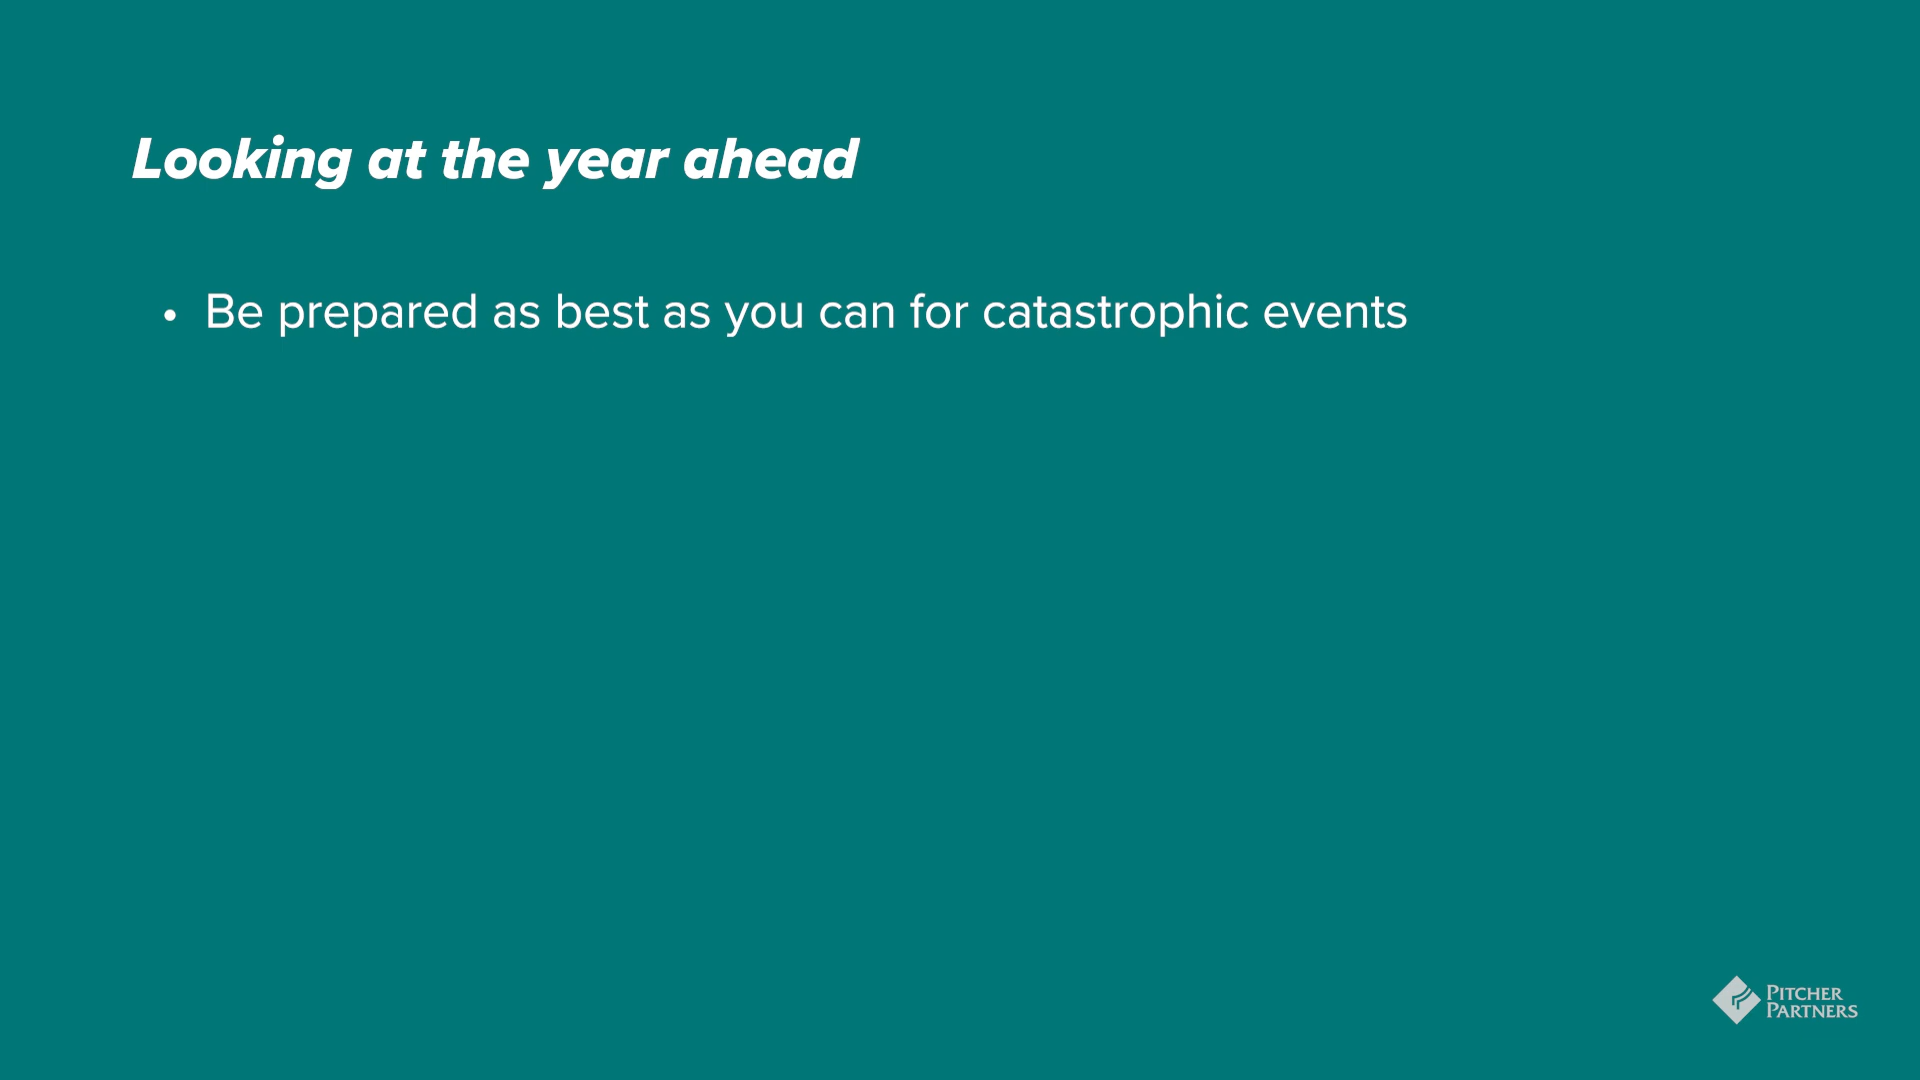 Looking at the year ahead
• Be prepared as best as you can for catastrophic events
PITCHER
PARTNERS